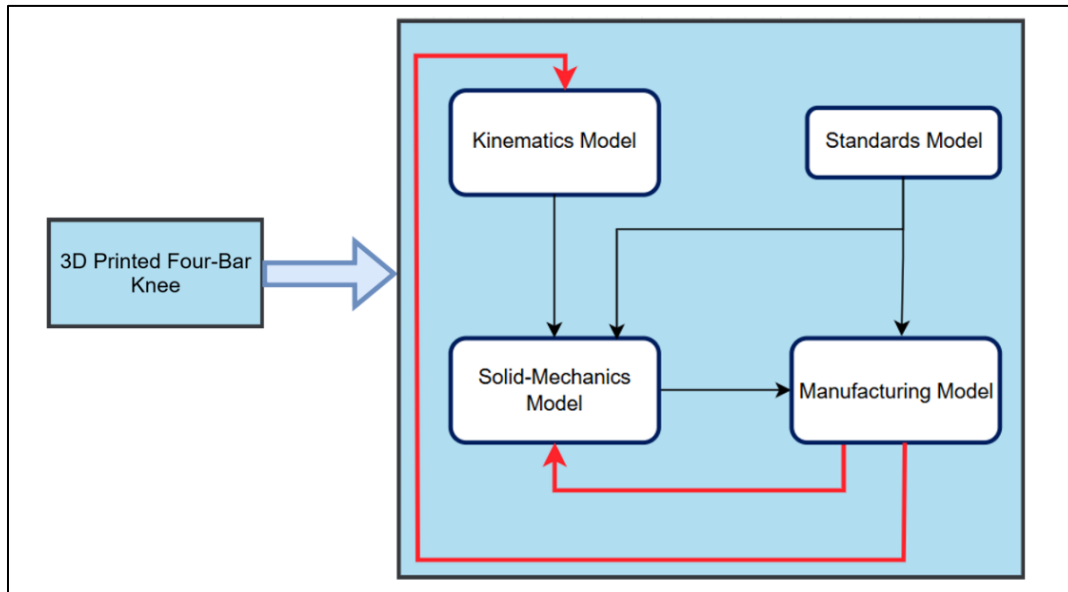 Kinematics Model
Standards Model
3D Printed Four-Bar
Knee
Solid-Mechanics
Model
Manufacturing Model